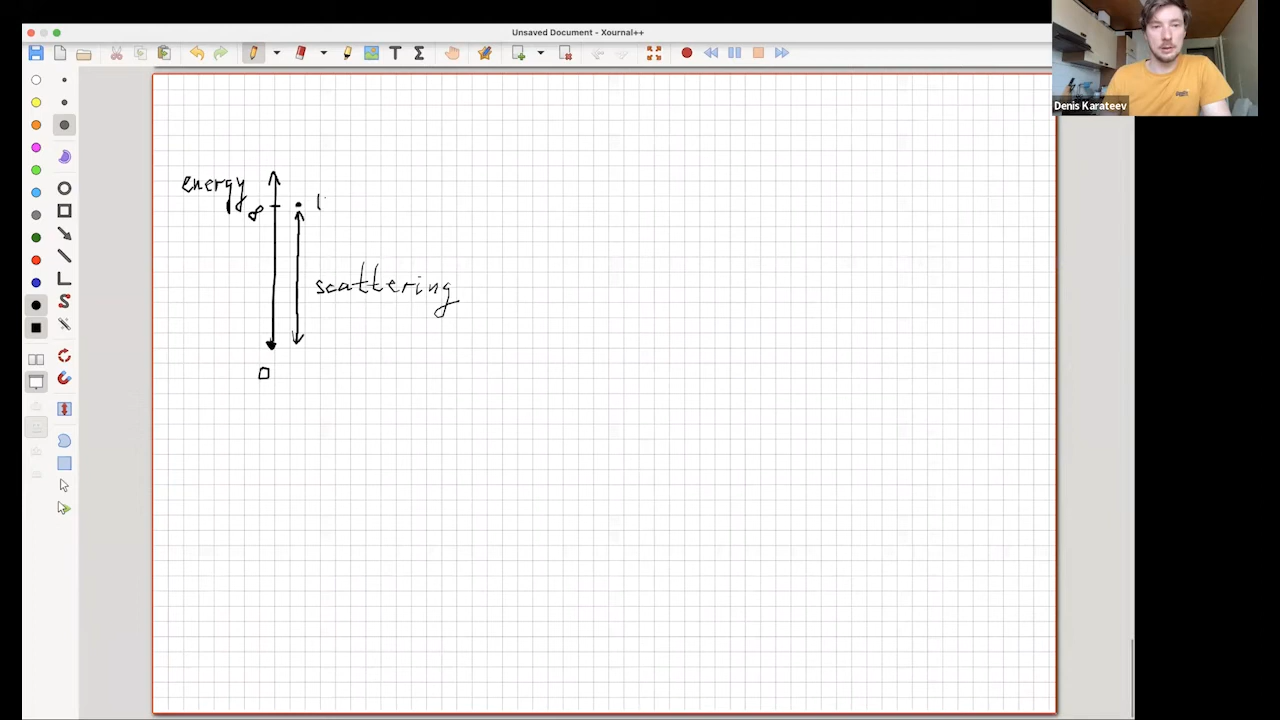 Unsaved Document - Xournal++
Denis Karateev
energy
∞
scattering
0